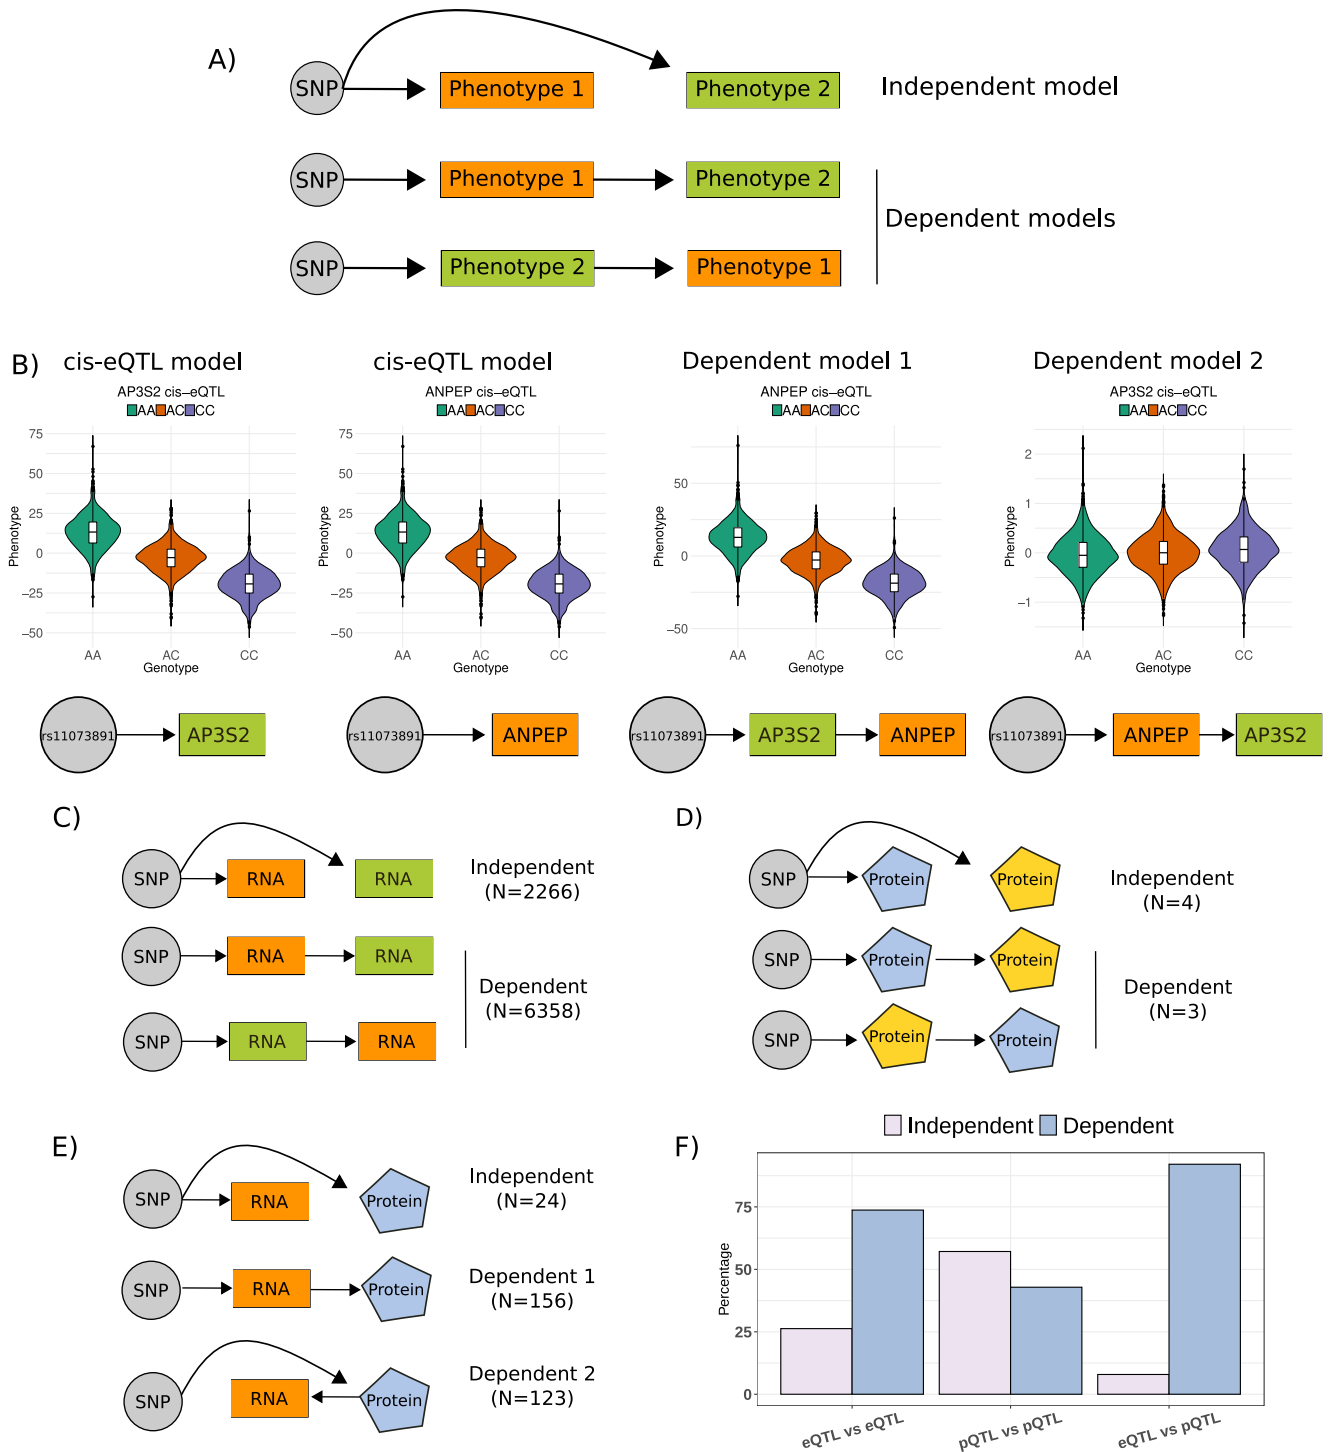 A)
SNP
Phenotype 1
Phenotype 2
Independent model
SNP
Phenotype 1
Phenotype 2
Dependent models
SNP
Phenotype 2
Phenotype 1
B)
cis-eQTL model
AP3S2 cis–eQTL
AA AC CC
Phenotype
75
50
25
0
−25
−50
AA AC CC
Genotype
rs11073891
AP3S2
cis-eQTL model
ANPEP cis–eQTL
AA AC CC
Phenotype
75
50
25
0
−25
−50
AA AC CC
Genotype
rs11073891
ANPEP
Dependent model 1
ANPEP cis–eQTL
AA AC CC
Phenotype
50
0
−50
AA AC CC
Genotype
rs11073891
AP3S2
ANPEP
Dependent model 2
AP3S2 cis–eQTL
AA AC CC
Phenotype
2
1
0
−1
AA AC CC
Genotype
rs11073891
ANPEP
AP3S2
C)
SNP
RNA
RNA
Independent
(N=2266)
SNP
RNA
RNA
Dependent
(N=6358)
SNP
RNA
RNA
D)
SNP
Protein
Protein
Independent
(N=4)
SNP
Protein
Protein
Dependent
(N=3)
SNP
Protein
Protein
E)
SNP
RNA
Protein
Independent
(N=24)
SNP
RNA
Protein
Dependent 1
(N=156)
SNP
RNA
Protein
Dependent 2
(N=123)
F)
Independent Dependent
Percentage
75
50
25
0
eQTL vs eQTL
pQTL vs pQTL
eQTL vs pQTL